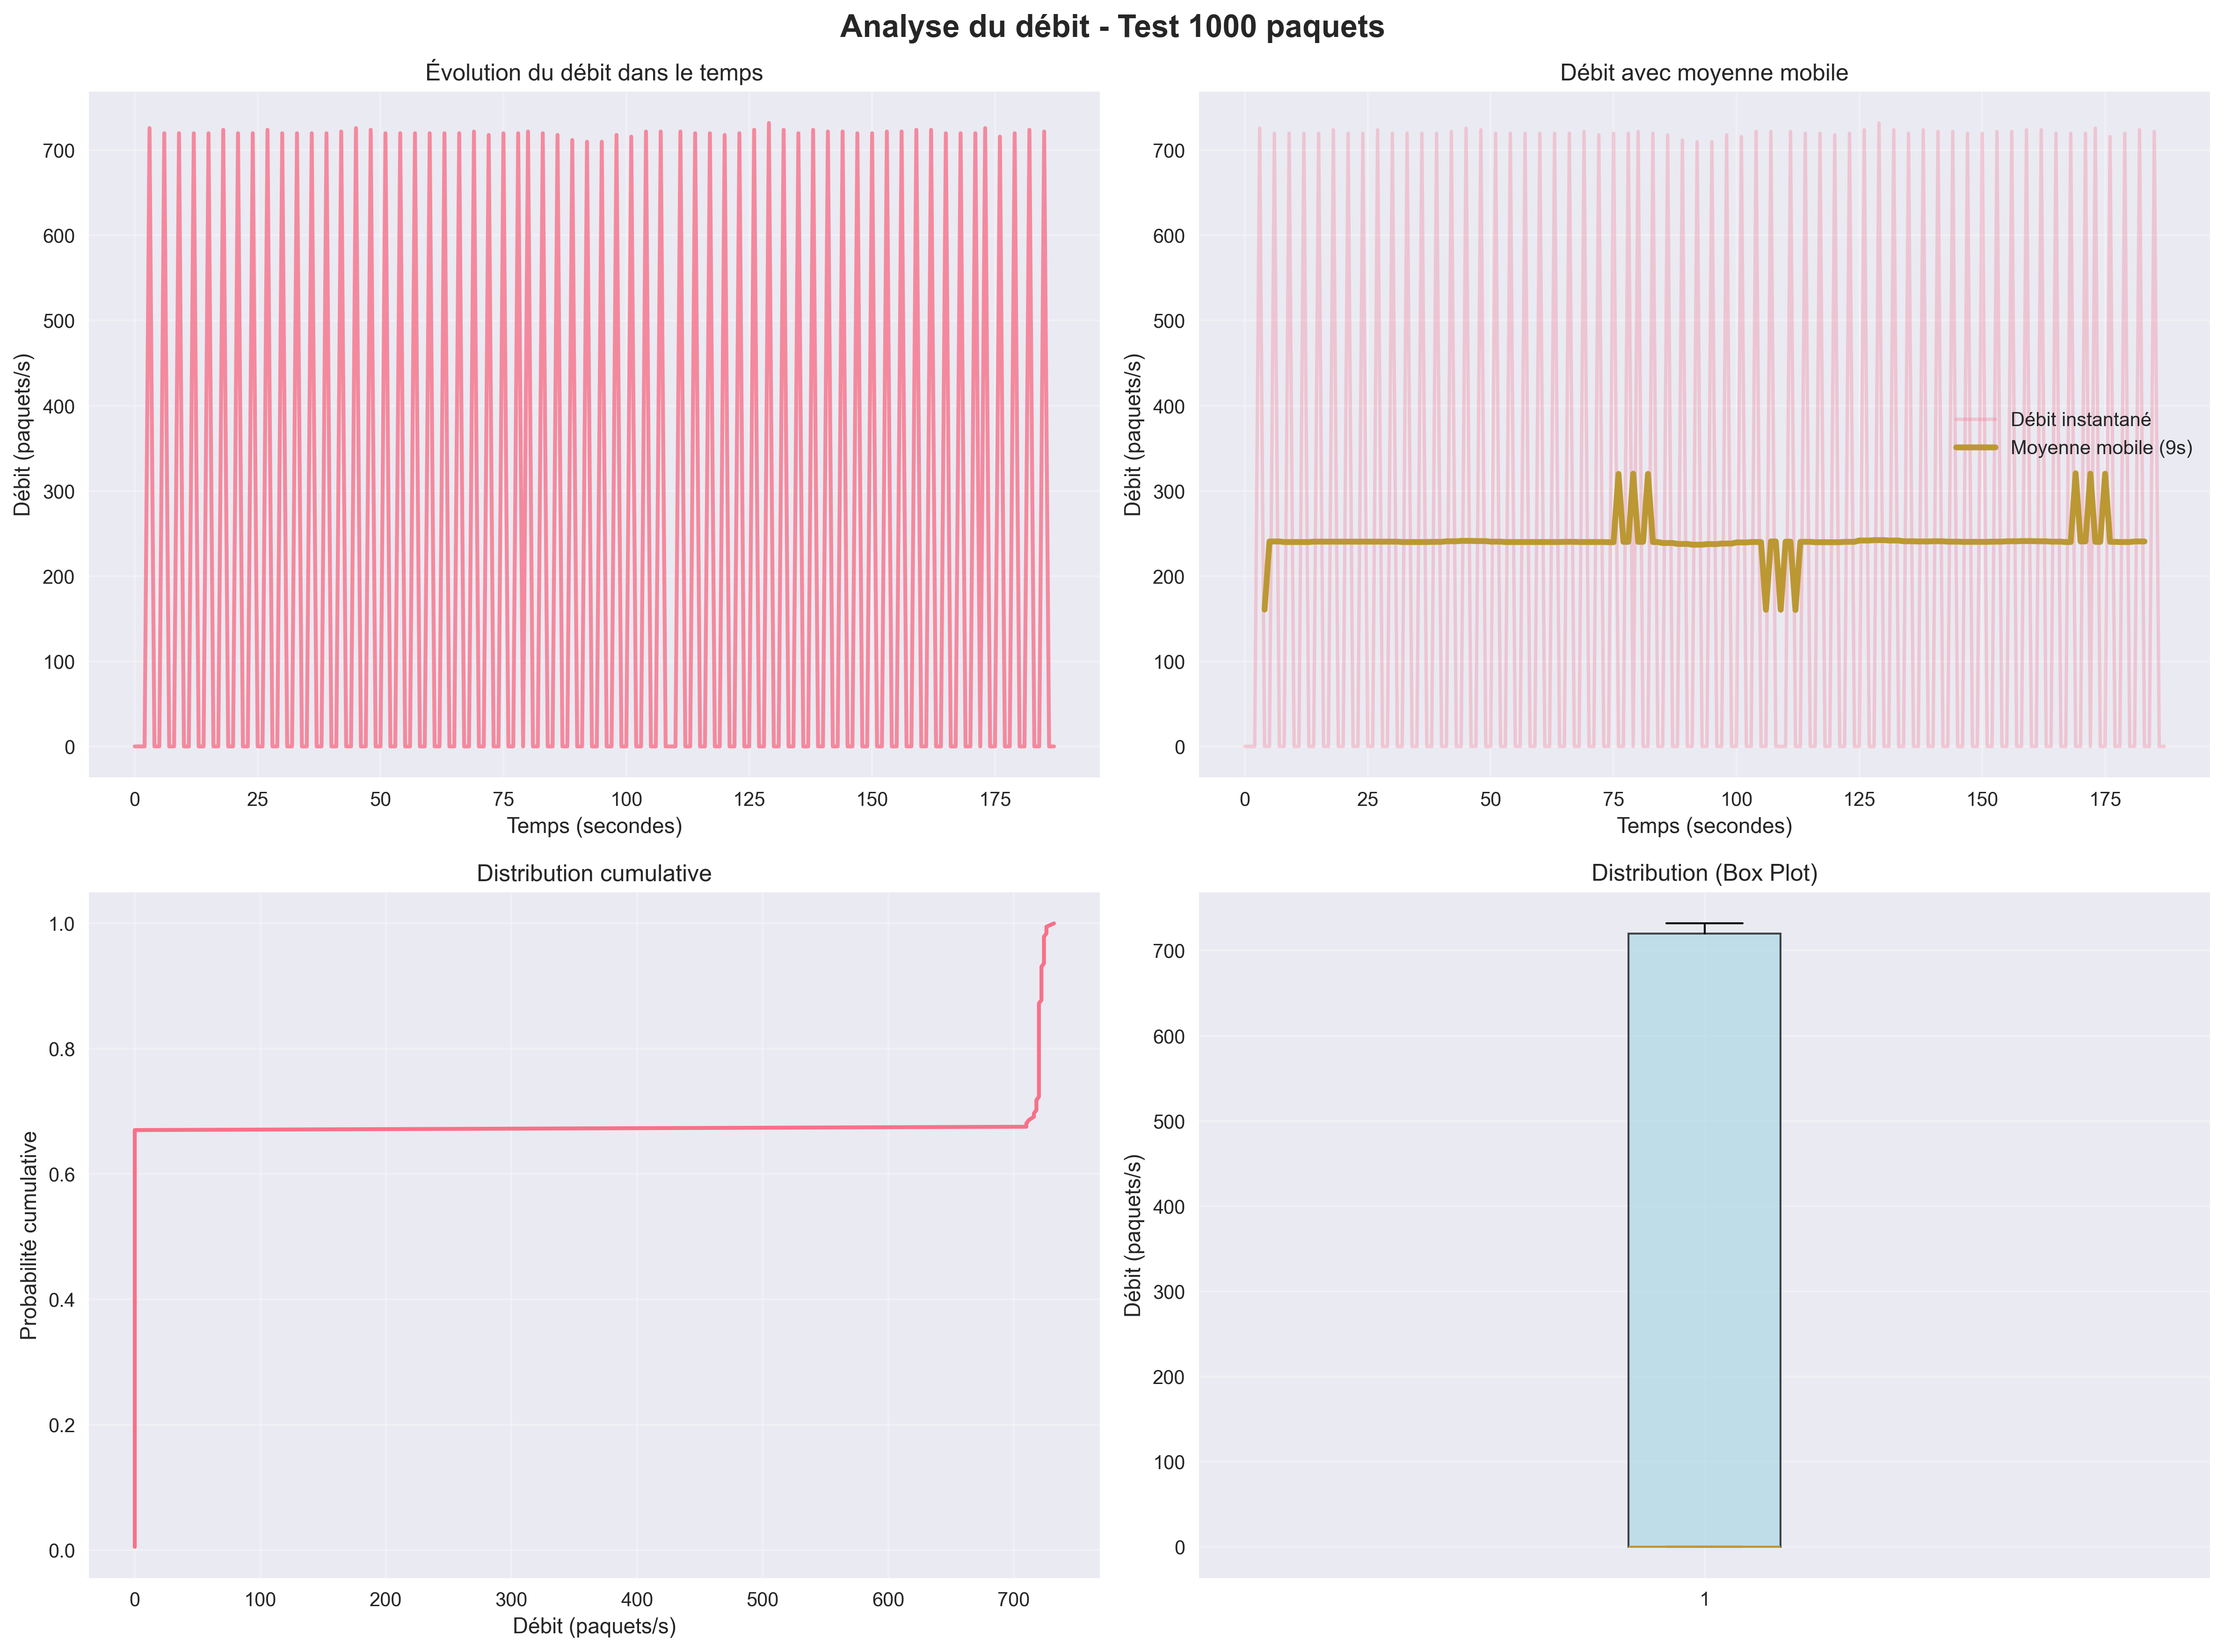 Analyse du débit - Test 1000 paquets
Évolution du débit dans le temps
Débit (paquets/s)
700
600
500
400
300
200
100
0
0 25 50 75 100 125 150 175
Temps (secondes)
Débit avec moyenne mobile
Débit (paquets/s)
700
600
500
400
300
200
100
0
Débit instantané
Moyenne mobile (9s)
0 25 50 75 100 125 150 175
Temps (secondes)
Distribution cumulative
Probabilité cumulative
1.0
0.8
0.6
0.4
0.2
0.0
0 100 200 300 400 500 600 700
Débit (paquets/s)
Distribution (Box Plot)
Débit (paquets/s)
700
600
500
400
300
200
100
0
1